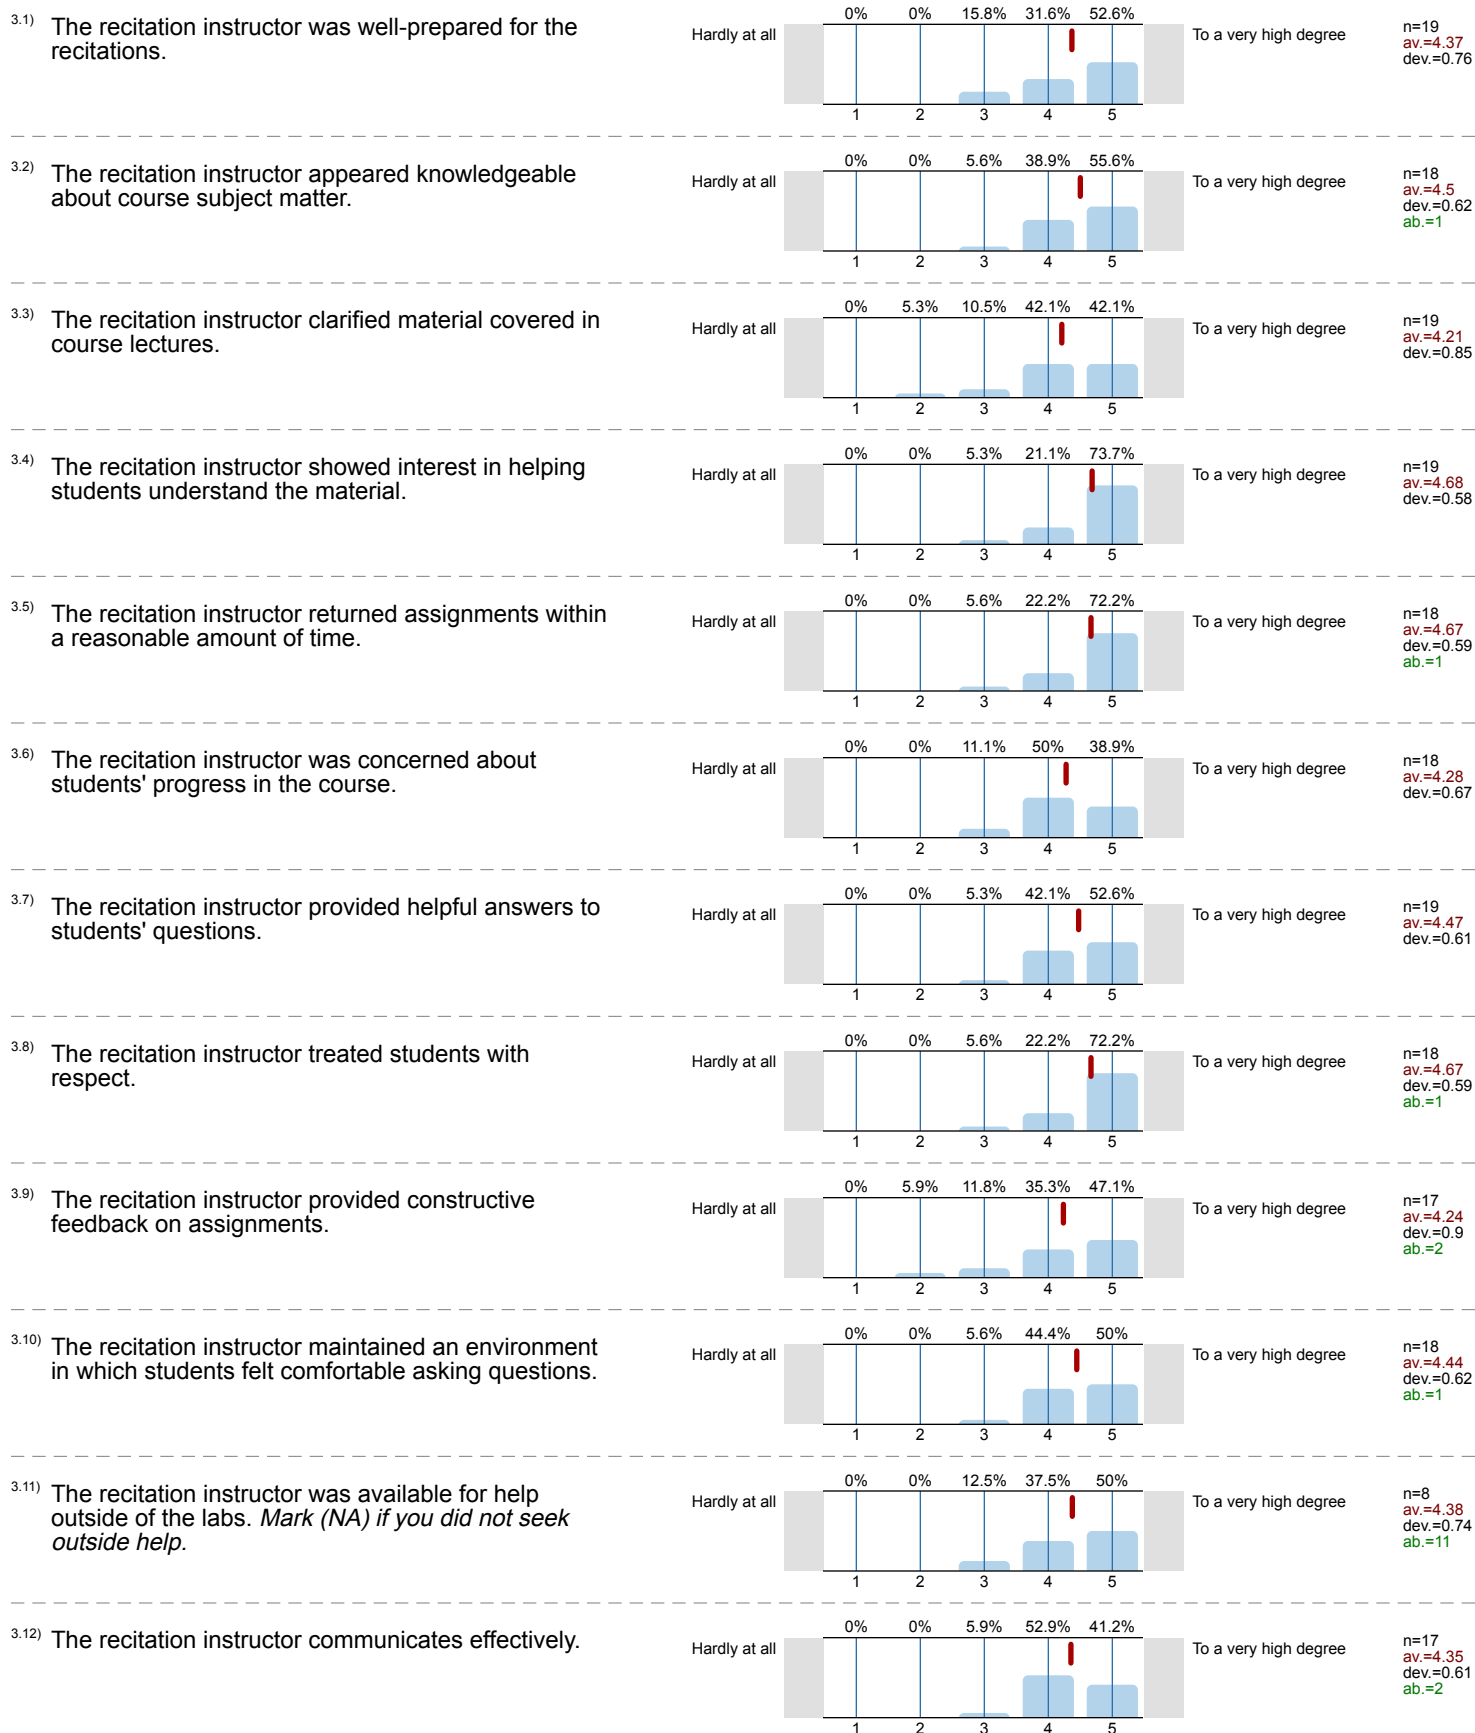 3.1) The recitation instructor was well-prepared for the
recitations.
Hardly at all
0% 0% 15.8% 31.6% 52.6%
1 2 3 4 5
To a very high degree
n=19
av.=4.37
dev.=0.76
3.2) The recitation instructor appeared knowledgeable
about course subject matter.
Hardly at all
0% 0% 5.6% 38.9% 55.6%
1 2 3 4 5
To a very high degree
n=18
av.=4.5
dev.=0.62
ab.=1
3.3) The recitation instructor clarified material covered in
course lectures.
Hardly at all
0% 5.3% 10.5% 42.1% 42.1%
1 2 3 4 5
To a very high degree
n=19
av.=4.21
dev.=0.85
3.4) The recitation instructor showed interest in helping
students understand the material.
Hardly at all
0% 0% 5.3% 21.1% 73.7%
1 2 3 4 5
To a very high degree
n=19
av.=4.68
dev.=0.58
3.5) The recitation instructor returned assignments within
a reasonable amount of time.
Hardly at all
0% 0% 5.6% 22.2% 72.2%
1 2 3 4 5
To a very high degree
n=18
av.=4.67
dev.=0.59
ab.=1
3.6) The recitation instructor was concerned about
students' progress in the course.
Hardly at all
0% 0% 11.1% 50% 38.9%
1 2 3 4 5
To a very high degree
n=18
av.=4.28
dev.=0.67
3.7) The recitation instructor provided helpful answers to
students' questions.
Hardly at all
0% 0% 5.3% 42.1% 52.6%
1 2 3 4 5
To a very high degree
n=19
av.=4.47
dev.=0.61
3.8) The recitation instructor treated students with
respect.
Hardly at all
0% 0% 5.6% 22.2% 72.2%
1 2 3 4 5
To a very high degree
n=18
av.=4.67
dev.=0.59
ab.=1
3.9) The recitation instructor provided constructive
feedback on assignments.
Hardly at all
0% 5.9% 11.8% 35.3% 47.1%
1 2 3 4 5
To a very high degree
n=17
av.=4.24
dev.=0.9
ab.=2
3.10) The recitation instructor maintained an environment
in which students felt comfortable asking questions.
Hardly at all
0% 0% 5.6% 44.4% 50%
1 2 3 4 5
To a very high degree
n=18
av.=4.44
dev.=0.62
ab.=1
3.11) The recitation instructor was available for help
outside of the labs. Mark (NA) if you did not seek
outside help.
Hardly at all
0% 0% 12.5% 37.5% 50%
1 2 3 4 5
To a very high degree
n=8
av.=4.38
dev.=0.74
ab.=11
3.12) The recitation instructor communicates effectively.
Hardly at all
0% 0% 5.9% 52.9% 41.2%
1 2 3 4 5
To a very high degree
n=17
av.=4.35
dev.=0.61
ab.=2